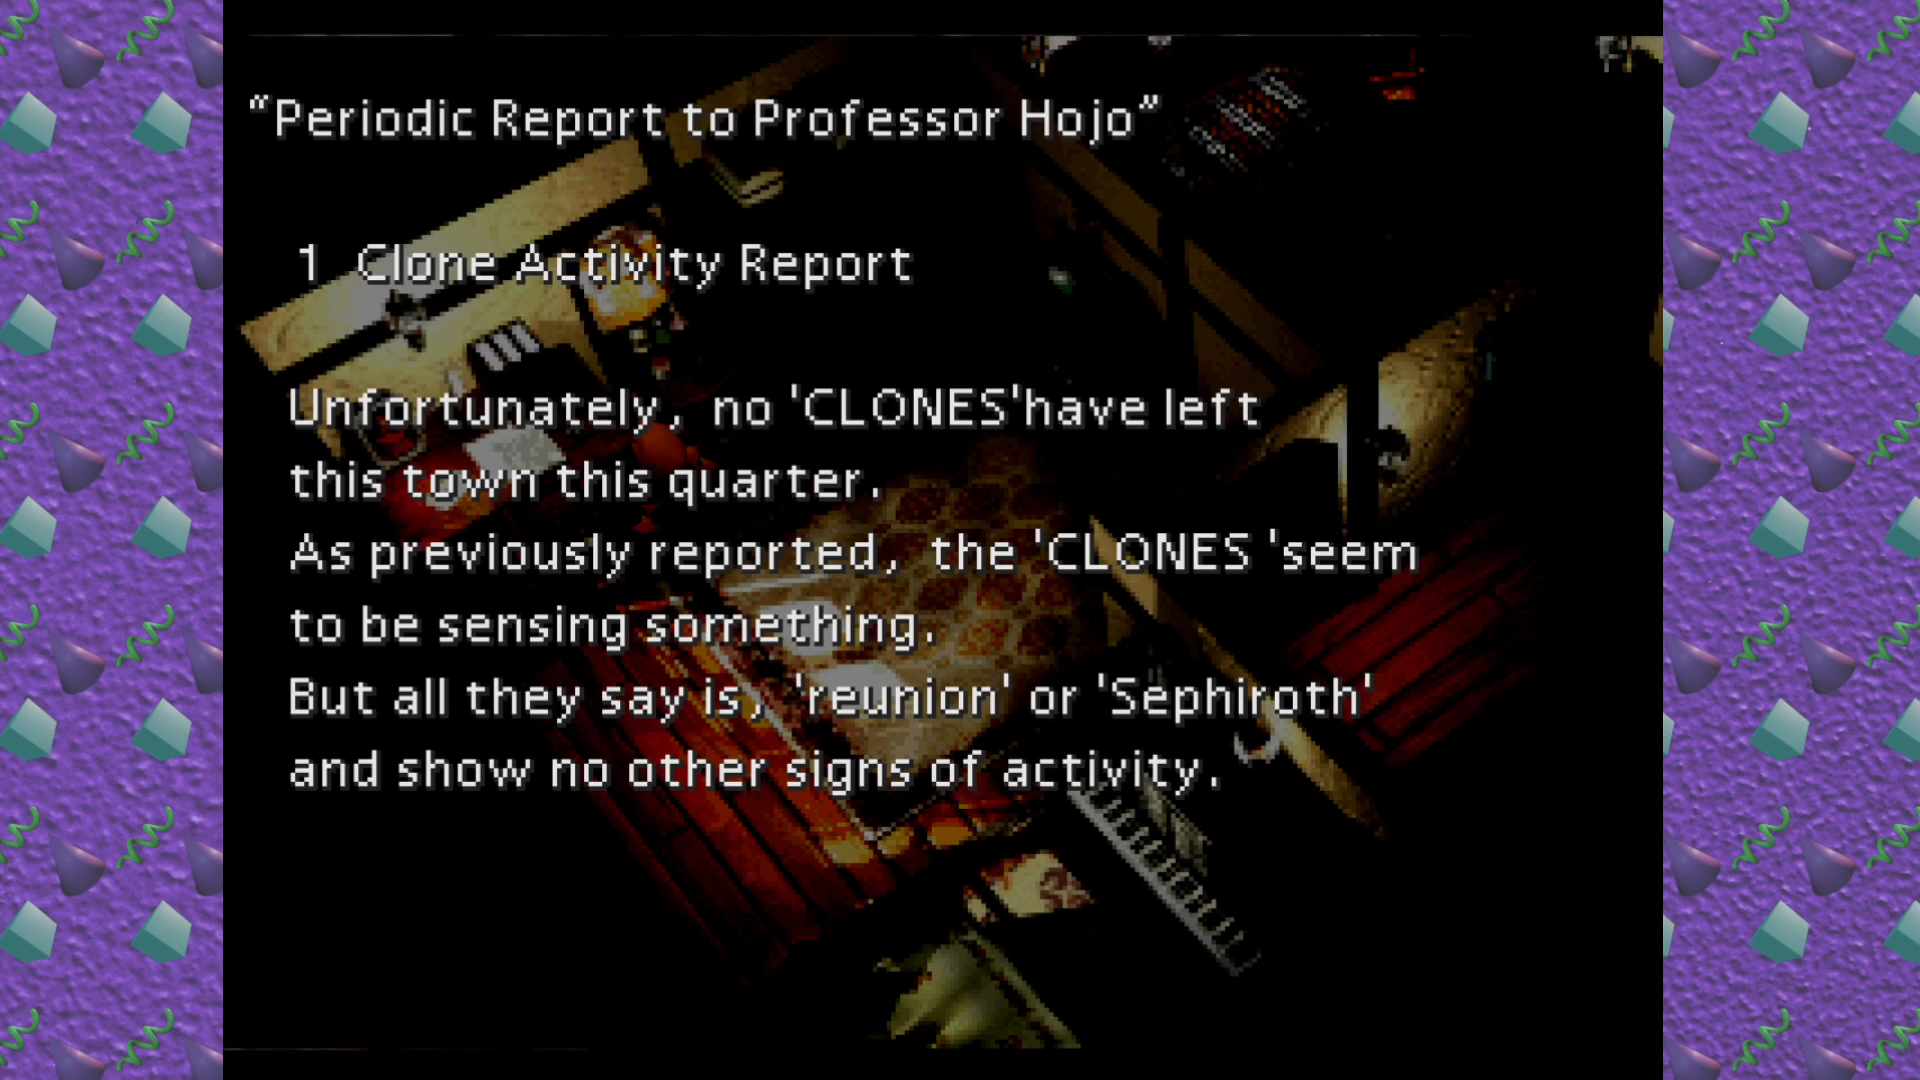 “Periodic Report to Professor Hojo”
1 Clone Activity Report
Unfortunately, no 'CLONES'have left
this town this quarter.
As previously reported, the 'CLONES 'seem
to be sensing something.
But all they say is, 'reunion' or 'Sephiroth'
and show no other signs of activity.